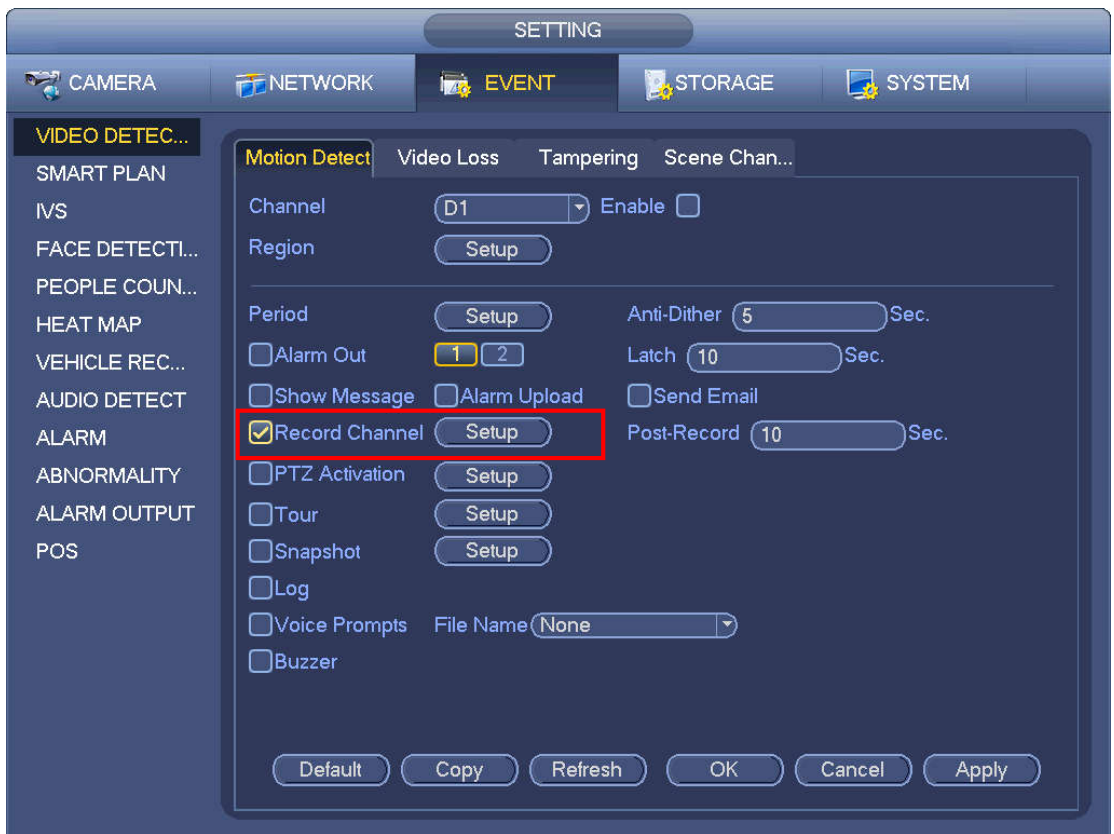 SETTING
CAMERA NETWORK EVENT STORAGE SYSTEM
VIDEO DETEC...
SMART PLAN
IVS
FACE DETECTI...
PEOPLE COUN...
HEAT MAP
VEHICLE REC...
AUDIO DETECT
ALARM
ABNORMALITY
ALARM OUTPUT
POS
Motion Detect Video Loss Tampering Scene Chan...
Channel D1 Enable
Region Setup
Period Setup Anti-Dither 5 Sec.
Alarm Out 1 2 Latch 10 Sec.
Show Message Alarm Upload Send Email
Record Channel Setup Post-Record 10 Sec.
PTZ Activation Setup
Tour Setup
Snapshot Setup
Log
Voice Prompts File Name None
Buzzer
Default Copy Refresh OK Cancel Apply